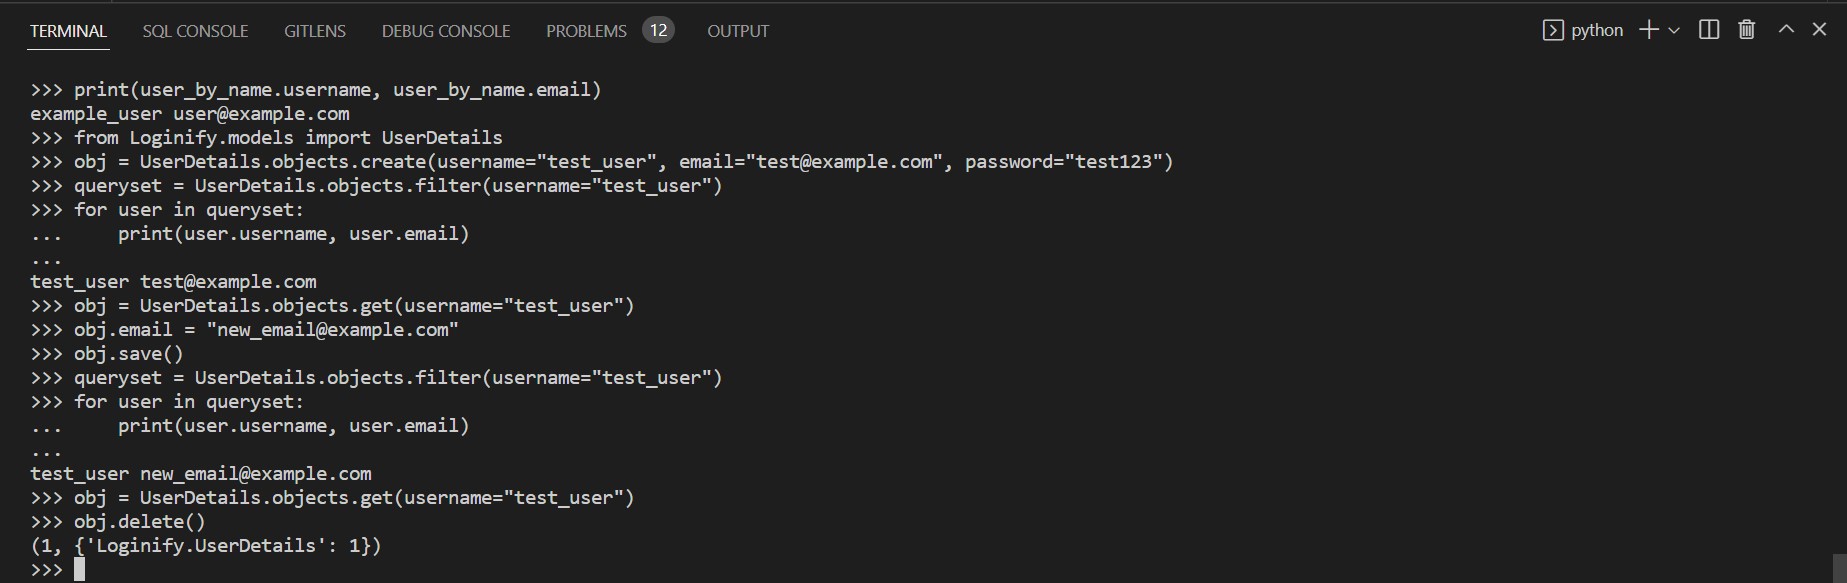 TERMINAL SQL CONSOLE GITLENS DEBUG CONSOLE PROBLEMS 12 OUTPUT python
>>> print(user_by_name.username, user_by_name.email)
example_user user@example.com
>>> from Loginify.models import UserDetails
>>> obj = UserDetails.objects.create(username="test_user", email="test@example.com", password="test123")
>>> queryset = UserDetails.objects.filter(username="test_user")
>>> for user in queryset:
...     print(user.username, user.email)
...
test_user test@example.com
>>> obj = UserDetails.objects.get(username="test_user")
>>> obj.email = "new_email@example.com"
>>> obj.save()
>>> queryset = UserDetails.objects.filter(username="test_user")
>>> for user in queryset:
...     print(user.username, user.email)
...
test_user new_email@example.com
>>> obj = UserDetails.objects.get(username="test_user")
>>> obj.delete()
(1, {'Loginify.UserDetails': 1})
>>>